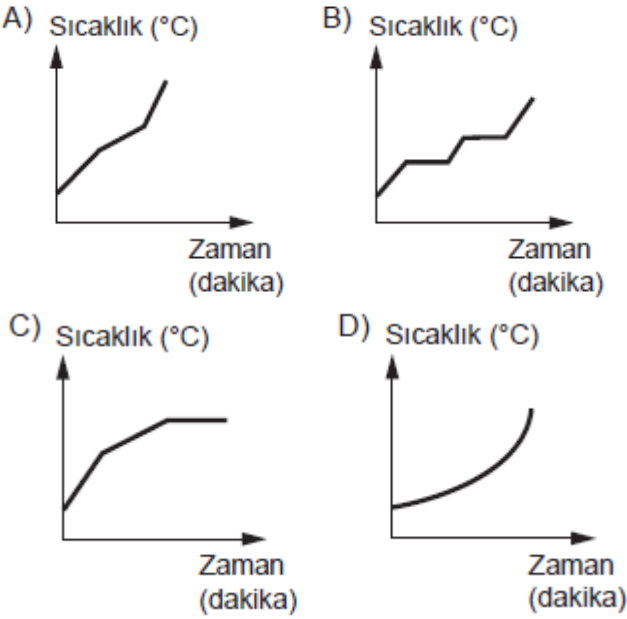 A) Sıcaklık (°C)
Zaman
(dakika)
B) Sıcaklık (°C)
Zaman
(dakika)
C) Sıcaklık (°C)
Zaman
(dakika)
D) Sıcaklık (°C)
Zaman
(dakika)